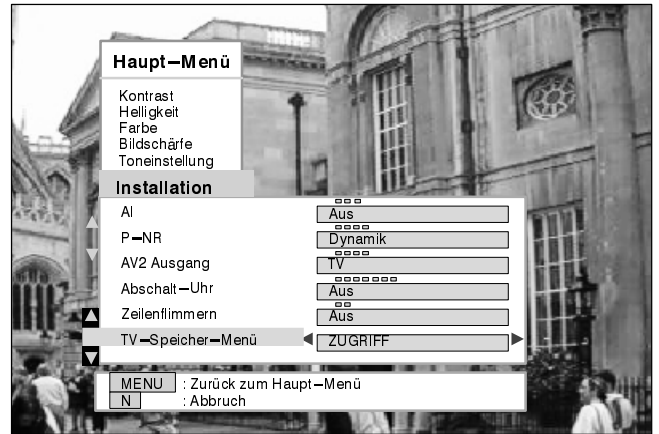 Haupt–Menü
Kontrast
Helligkeit
Farbe
Bildschärfe
Toneinstellung
Installation
AI Aus
P–NR Dynamik
AV2 Ausgang TV
Abschalt–Uhr Aus
Zeilenflimmern Aus
TV–Speicher–Menü ZUGRIFF
MENU : Zurück zum Haupt–Menü
N : Abbruch